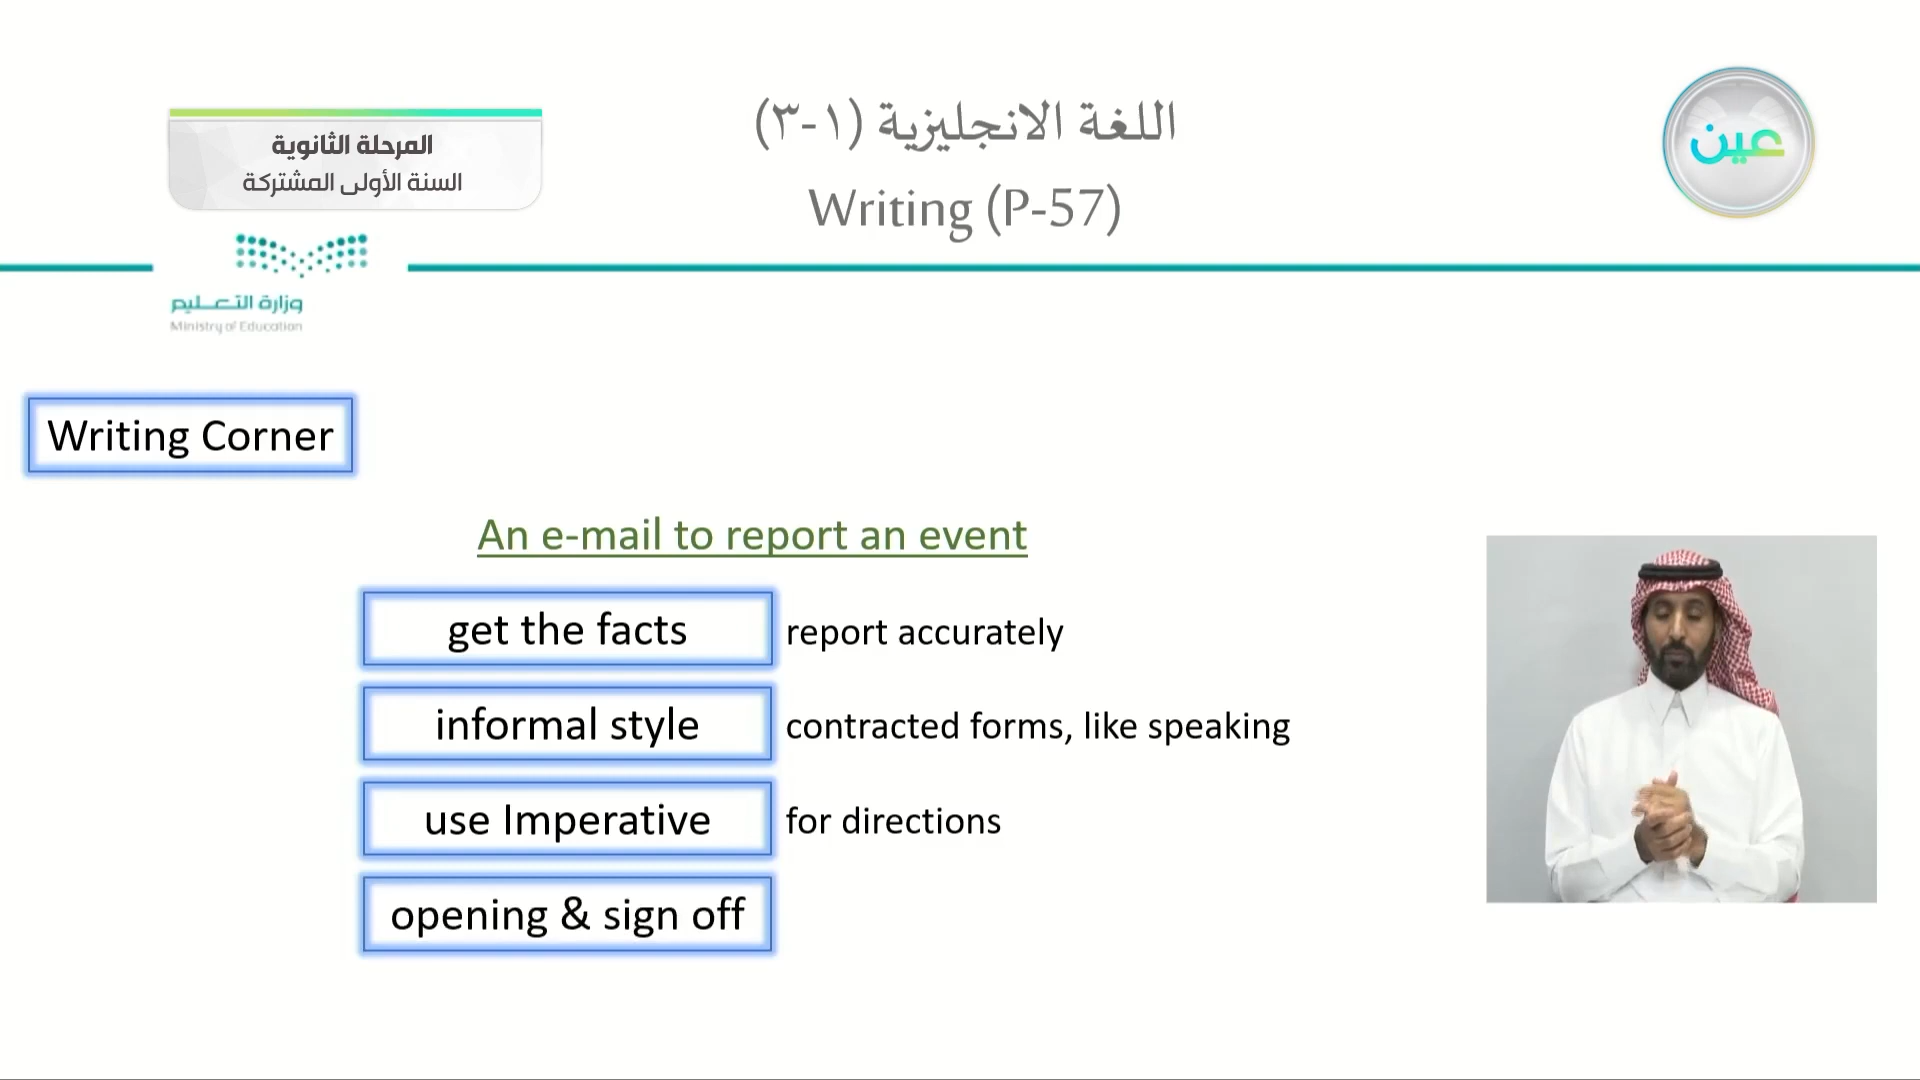 اللغة الانجليزية (١-٣)
Writing (P-57)
المرحلة الثانوية
السنة الأولى المشتركة
عين
وزارة التعليم
Ministry of Education
Writing Corner
An e-mail to report an event
get the facts report accurately
informal style contracted forms, like speaking
use Imperative for directions
opening & sign off